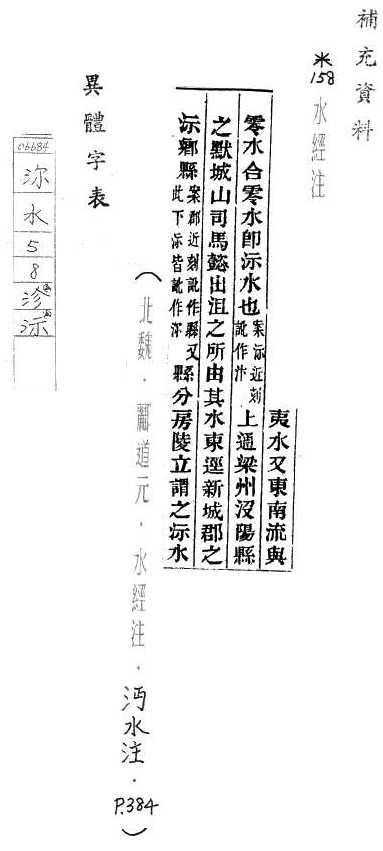 補充資料
※158 水經注
夷水又東南流與
零水合零水卽沶水也案沶近刻訛作汴上通梁州沒陽縣
之默城山司馬懿出沮之所由其水東逕新城郡之
沶鄉縣案郡近刻訛作縣又此下沶皆訛作沵縣分房陵立謂之沶水
(北魏．酈道元．水經注．沔水注．P.384)
異體字表
06684 沵 水 5 8 沴 沶